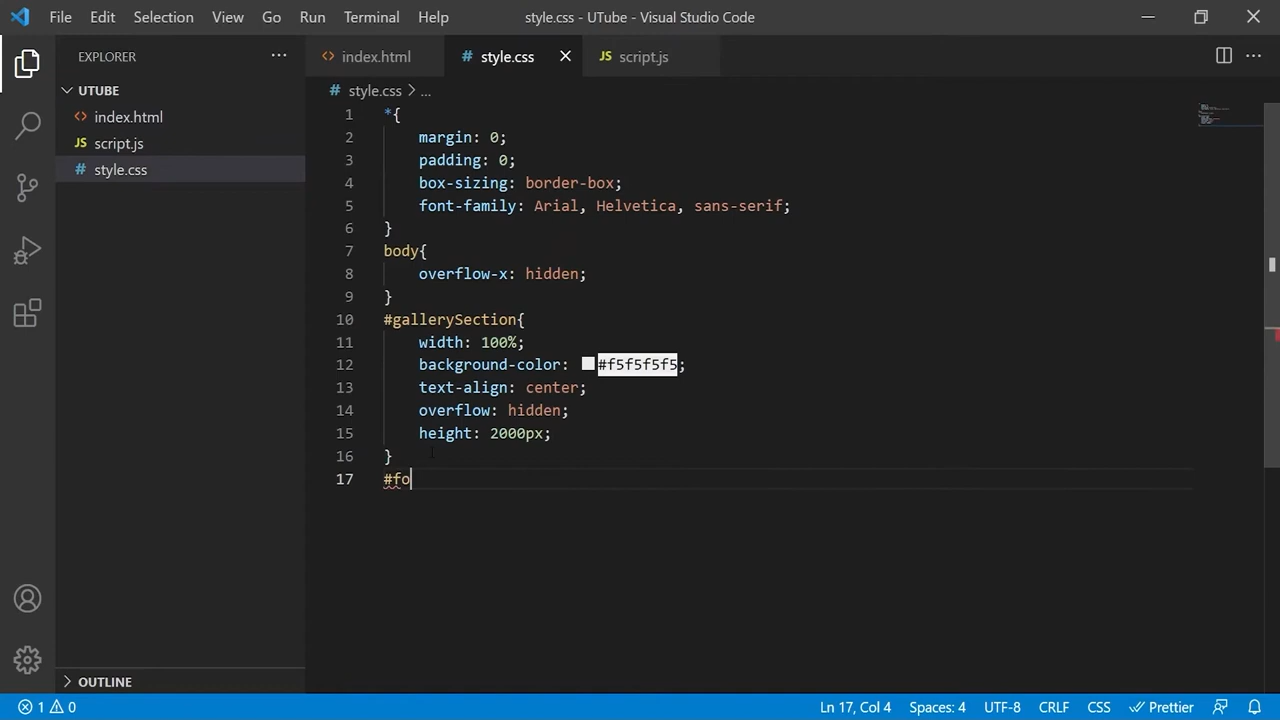 File Edit Selection View Go Run Terminal Help style.css - UTube - Visual Studio Code
EXPLORER ...
UTUBE
index.html
script.js
style.css
OUTLINE
index.html style.css script.js
style.css > ...
1 *{
2 margin: 0;
3 padding: 0;
4 box-sizing: border-box;
5 font-family: Arial, Helvetica, sans-serif;
6 }
7 body{
8 overflow-x: hidden;
9 }
10 #gallerySection{
11 width: 100%;
12 background-color: #f5f5f5f5;
13 text-align: center;
14 overflow: hidden;
15 height: 2000px;
16 }
17 #fo
1 0 Ln 17, Col 4 Spaces: 4 UTF-8 CRLF CSS Prettier